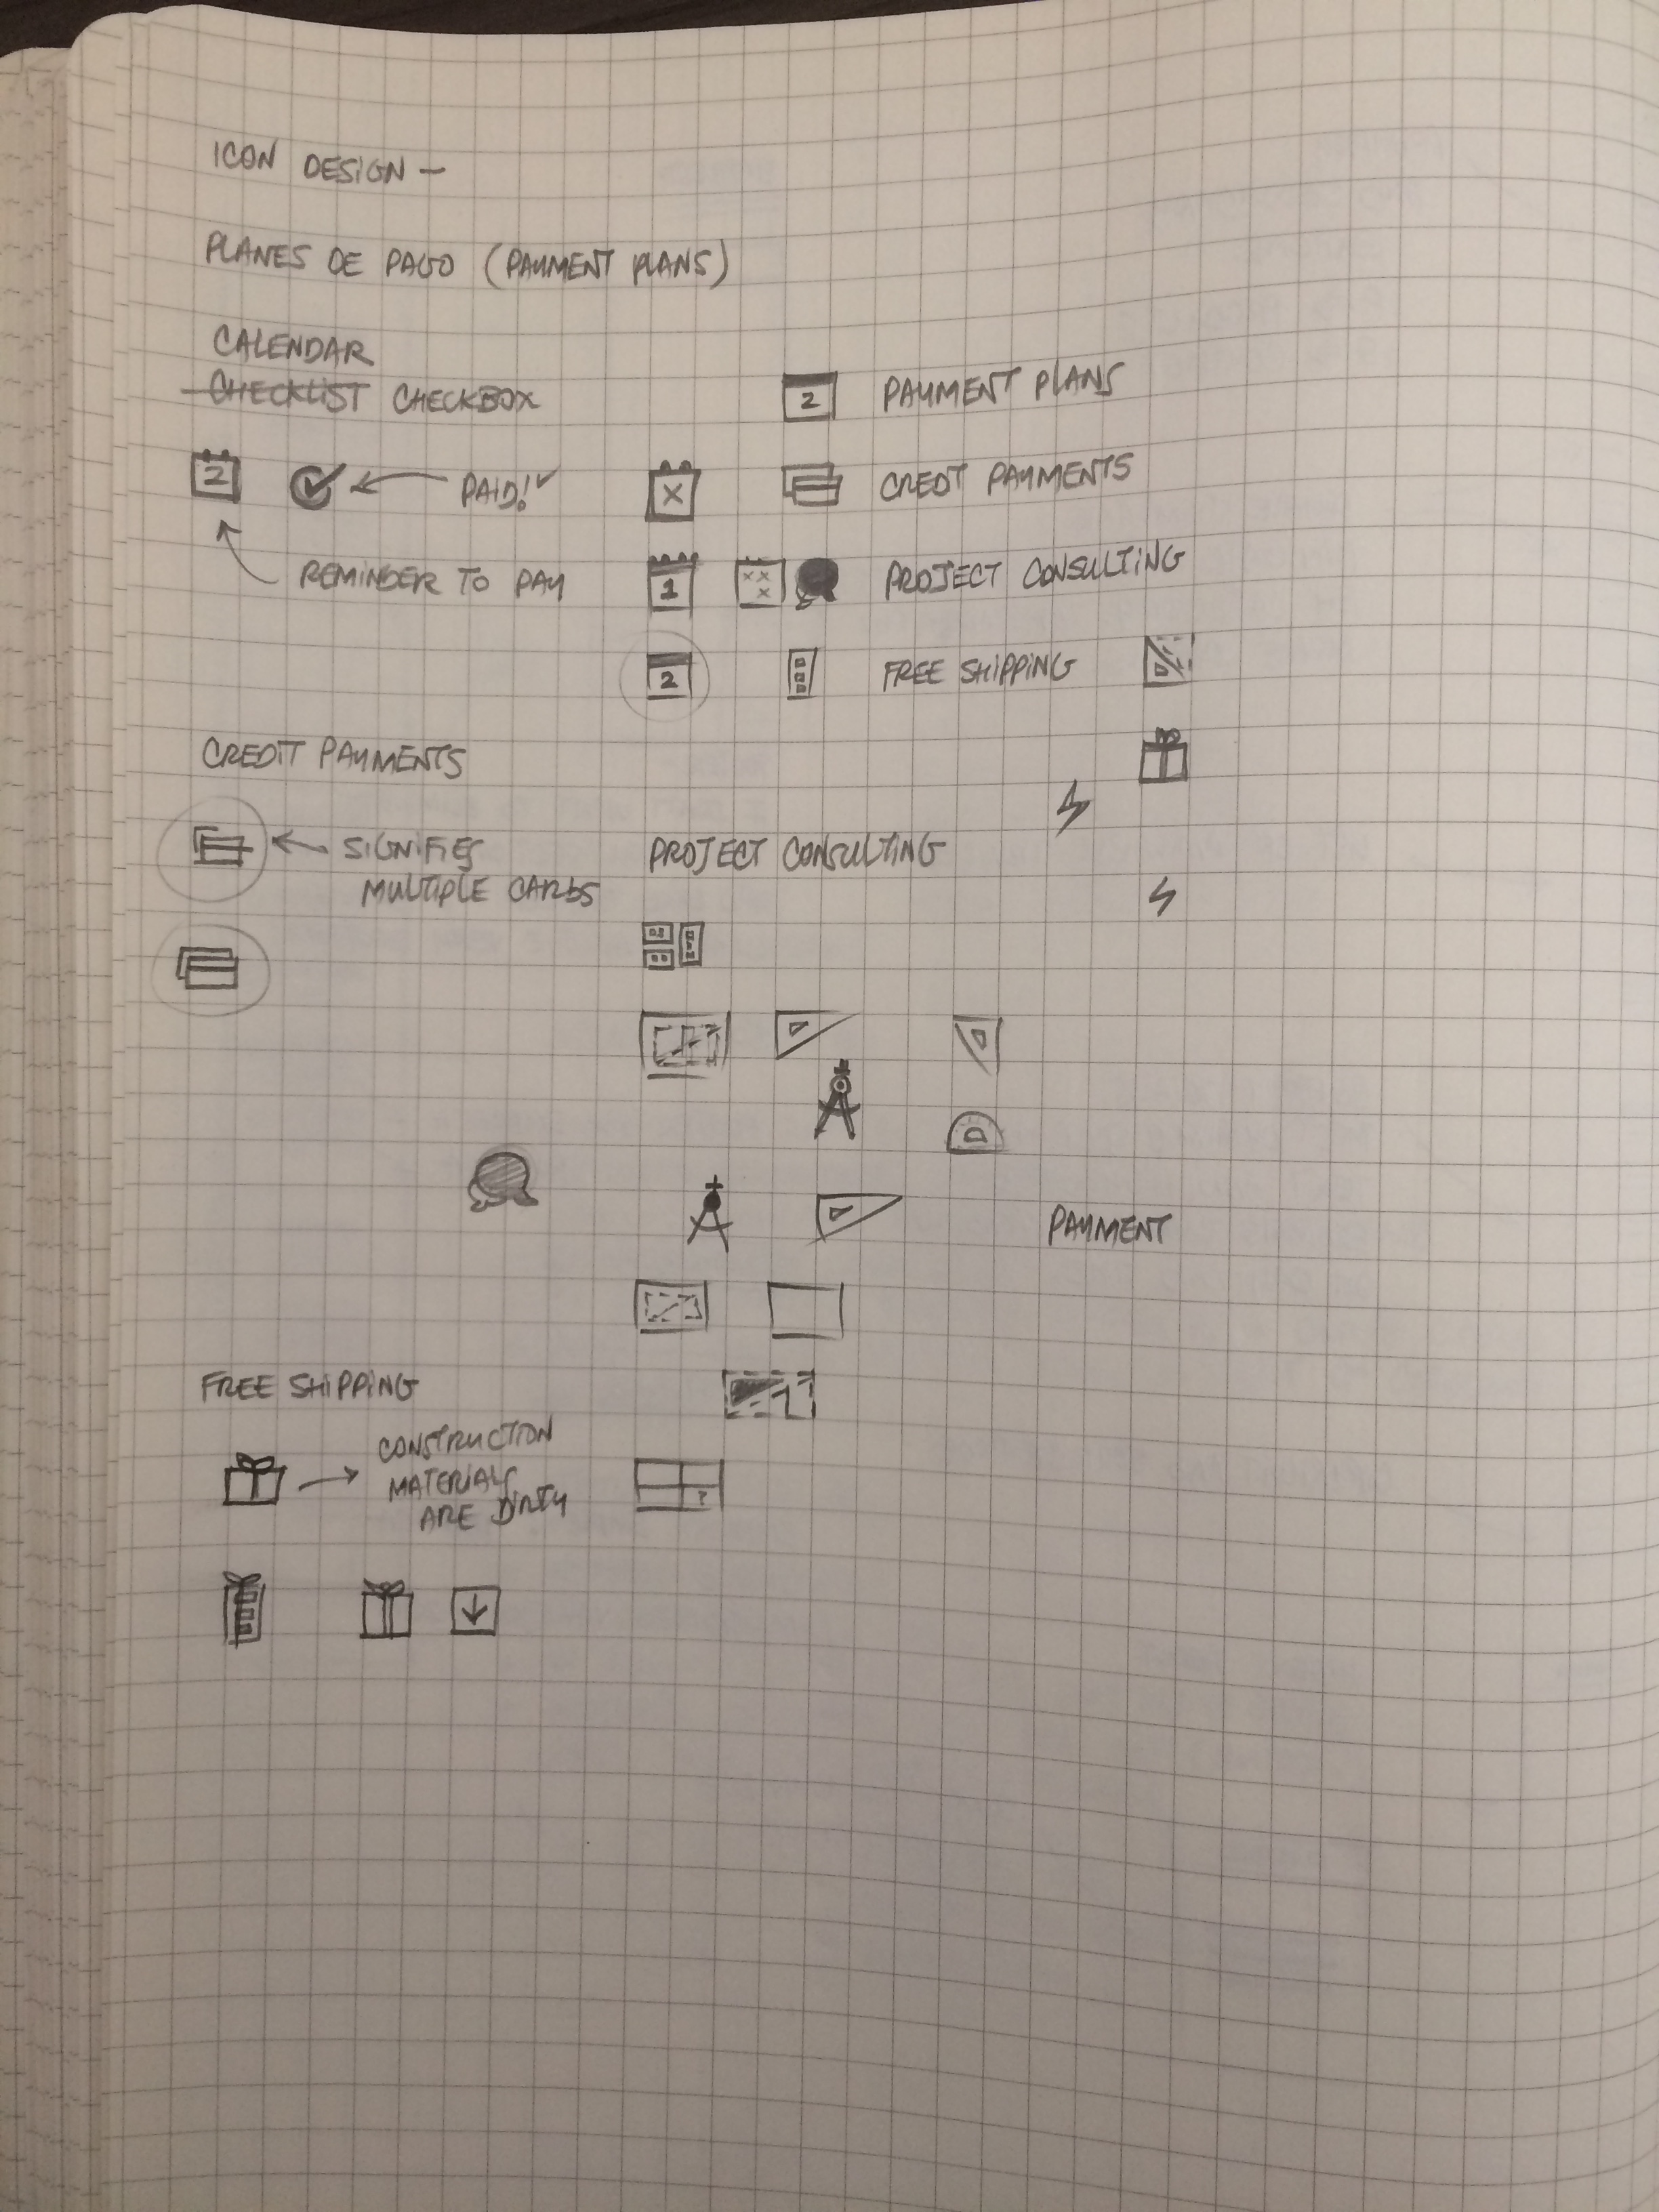 ICON DESIGN —
PLANES DE PAGO (PAYMENT PLANS)
CALENDAR
CHECKLIST CHECKBOX
2 PAYMENT PLANS
2 PAID! X CREDT PAYMENTS
REMINDER TO PAY 1 X X X PROJECT CONSULTING
2 FREE SHIPPING
CREDIT PAYMENTS
SIGNIFIES PROJECT CONSULTING
MULTIPLE CARDS
PAYMENT
FREE SHIPPING
CONSTRUCTION
MATERIALS
ARE DIRTY